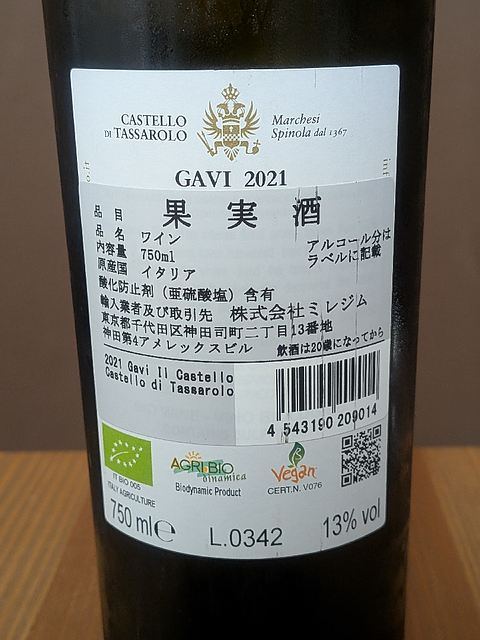 CASTELLO
DI TASSAROLO
Marchesi
Spinola dal 1367
GAVI 2021
品目 果実酒
品名 ワイン
内容量 750ml
アルコール分は
ラベルに記載
原産国 イタリア
酸化防止剤（亜硫酸塩）含有
輸入業者及び取引先 株式会社ミレジム
東京都千代田区神田司町二丁目13番地
神田第4アメレックスビル 飲酒は20歳になってから
2021 Gavi Il Castello
Castello di Tassarolo
4 543190 209014
IT BIO 005
ITALY AGRICULTURE
AGRI.BIO
dinamica
Biodynamic Product
Vegan
CERT.N. V076
750 ml e
L.0342
13% vol